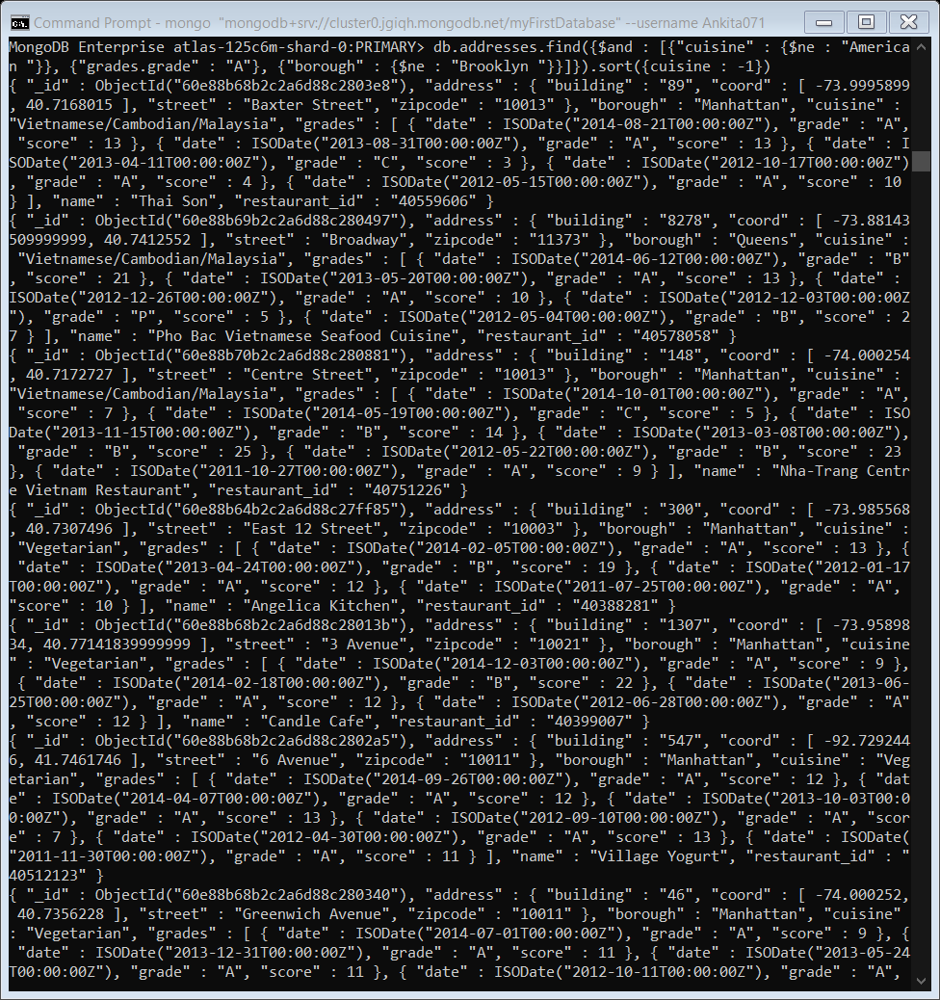 Command Prompt - mongo "mongodb+srv://cluster0.jgiqh.mongodb.net/myFirstDatabase" --username Ankita071
MongoDB Enterprise atlas-125c6m-shard-0:PRIMARY> db.addresses.find({$and : [{"cuisine" : {$ne : "America
n "}}, {"grades.grade" : "A"}, {"borough" : {$ne : "Brooklyn "}}]}).sort({cuisine : -1})
{ "_id" : ObjectId("60e88b68b2c2a6d88c2803e8"), "address" : { "building" : "89", "coord" : [ -73.9995899
, 40.7168015 ], "street" : "Baxter Street", "zipcode" : "10013" }, "borough" : "Manhattan", "cuisine" :
"Vietnamese/Cambodian/Malaysia", "grades" : [ { "date" : ISODate("2014-08-21T00:00:00Z"), "grade" : "A",
"score" : 13 }, { "date" : ISODate("2013-08-31T00:00:00Z"), "grade" : "A", "score" : 13 }, { "date" : I
SODate("2013-04-11T00:00:00Z"), "grade" : "C", "score" : 3 }, { "date" : ISODate("2012-10-17T00:00:00Z")
, "grade" : "A", "score" : 4 }, { "date" : ISODate("2012-05-15T00:00:00Z"), "grade" : "A", "score" : 10
} ], "name" : "Thai Son", "restaurant_id" : "40559606" }
{ "_id" : ObjectId("60e88b69b2c2a6d88c280497"), "address" : { "building" : "8278", "coord" : [ -73.88143
509999999, 40.7412552 ], "street" : "Broadway", "zipcode" : "11373" }, "borough" : "Queens", "cuisine" :
"Vietnamese/Cambodian/Malaysia", "grades" : [ { "date" : ISODate("2014-06-12T00:00:00Z"), "grade" : "B"
, "score" : 21 }, { "date" : ISODate("2013-05-20T00:00:00Z"), "grade" : "A", "score" : 13 }, { "date" :
ISODate("2012-12-26T00:00:00Z"), "grade" : "A", "score" : 10 }, { "date" : ISODate("2012-12-03T00:00:00Z
"), "grade" : "P", "score" : 5 }, { "date" : ISODate("2012-05-04T00:00:00Z"), "grade" : "B", "score" : 2
7 } ], "name" : "Pho Bac Vietnamese Seafood Cuisine", "restaurant_id" : "40578058" }
{ "_id" : ObjectId("60e88b70b2c2a6d88c280881"), "address" : { "building" : "148", "coord" : [ -74.000254
, 40.7172727 ], "street" : "Centre Street", "zipcode" : "10013" }, "borough" : "Manhattan", "cuisine" :
"Vietnamese/Cambodian/Malaysia", "grades" : [ { "date" : ISODate("2014-10-01T00:00:00Z"), "grade" : "A",
"score" : 7 }, { "date" : ISODate("2014-05-19T00:00:00Z"), "grade" : "C", "score" : 5 }, { "date" : ISO
Date("2013-11-15T00:00:00Z"), "grade" : "B", "score" : 14 }, { "date" : ISODate("2013-03-08T00:00:00Z"),
"grade" : "B", "score" : 25 }, { "date" : ISODate("2012-05-22T00:00:00Z"), "grade" : "B", "score" : 23
}, { "date" : ISODate("2011-10-27T00:00:00Z"), "grade" : "A", "score" : 9 } ], "name" : "Nha-Trang Centr
e Vietnam Restaurant", "restaurant_id" : "40751226" }
{ "_id" : ObjectId("60e88b64b2c2a6d88c27ff85"), "address" : { "building" : "300", "coord" : [ -73.985568
, 40.7307496 ], "street" : "East 12 Street", "zipcode" : "10003" }, "borough" : "Manhattan", "cuisine" :
"Vegetarian", "grades" : [ { "date" : ISODate("2014-02-05T00:00:00Z"), "grade" : "A", "score" : 13 }, {
"date" : ISODate("2013-04-24T00:00:00Z"), "grade" : "B", "score" : 19 }, { "date" : ISODate("2012-01-17
T00:00:00Z"), "grade" : "A", "score" : 12 }, { "date" : ISODate("2011-07-25T00:00:00Z"), "grade" : "A",
"score" : 10 } ], "name" : "Angelica Kitchen", "restaurant_id" : "40388281" }
{ "_id" : ObjectId("60e88b68b2c2a6d88c28013b"), "address" : { "building" : "1307", "coord" : [ -73.95898
34, 40.77141839999999 ], "street" : "3 Avenue", "zipcode" : "10021" }, "borough" : "Manhattan", "cuisine
" : "Vegetarian", "grades" : [ { "date" : ISODate("2014-12-03T00:00:00Z"), "grade" : "A", "score" : 9 },
{ "date" : ISODate("2014-02-18T00:00:00Z"), "grade" : "B", "score" : 22 }, { "date" : ISODate("2013-06-
25T00:00:00Z"), "grade" : "A", "score" : 12 }, { "date" : ISODate("2012-06-28T00:00:00Z"), "grade" : "A"
, "score" : 12 } ], "name" : "Candle Cafe", "restaurant_id" : "40399007" }
{ "_id" : ObjectId("60e88b68b2c2a6d88c2802a5"), "address" : { "building" : "547", "coord" : [ -92.729244
6, 41.7461746 ], "street" : "6 Avenue", "zipcode" : "10011" }, "borough" : "Manhattan", "cuisine" : "Veg
etarian", "grades" : [ { "date" : ISODate("2014-09-26T00:00:00Z"), "grade" : "A", "score" : 12 }, { "dat
e" : ISODate("2014-04-07T00:00:00Z"), "grade" : "A", "score" : 12 }, { "date" : ISODate("2013-10-03T00:0
0:00Z"), "grade" : "A", "score" : 13 }, { "date" : ISODate("2012-09-10T00:00:00Z"), "grade" : "A", "scor
e" : 7 }, { "date" : ISODate("2012-04-30T00:00:00Z"), "grade" : "A", "score" : 13 }, { "date" : ISODate(
"2011-11-30T00:00:00Z"), "grade" : "A", "score" : 11 } ], "name" : "Village Yogurt", "restaurant_id" : "
40512123" }
{ "_id" : ObjectId("60e88b68b2c2a6d88c280340"), "address" : { "building" : "46", "coord" : [ -74.000252,
40.7356228 ], "street" : "Greenwich Avenue", "zipcode" : "10011" }, "borough" : "Manhattan", "cuisine"
: "Vegetarian", "grades" : [ { "date" : ISODate("2014-07-01T00:00:00Z"), "grade" : "A", "score" : 9 }, {
"date" : ISODate("2013-12-31T00:00:00Z"), "grade" : "A", "score" : 11 }, { "date" : ISODate("2013-05-24
T00:00:00Z"), "grade" : "A", "score" : 11 }, { "date" : ISODate("2012-10-11T00:00:00Z"), "grade" : "A",